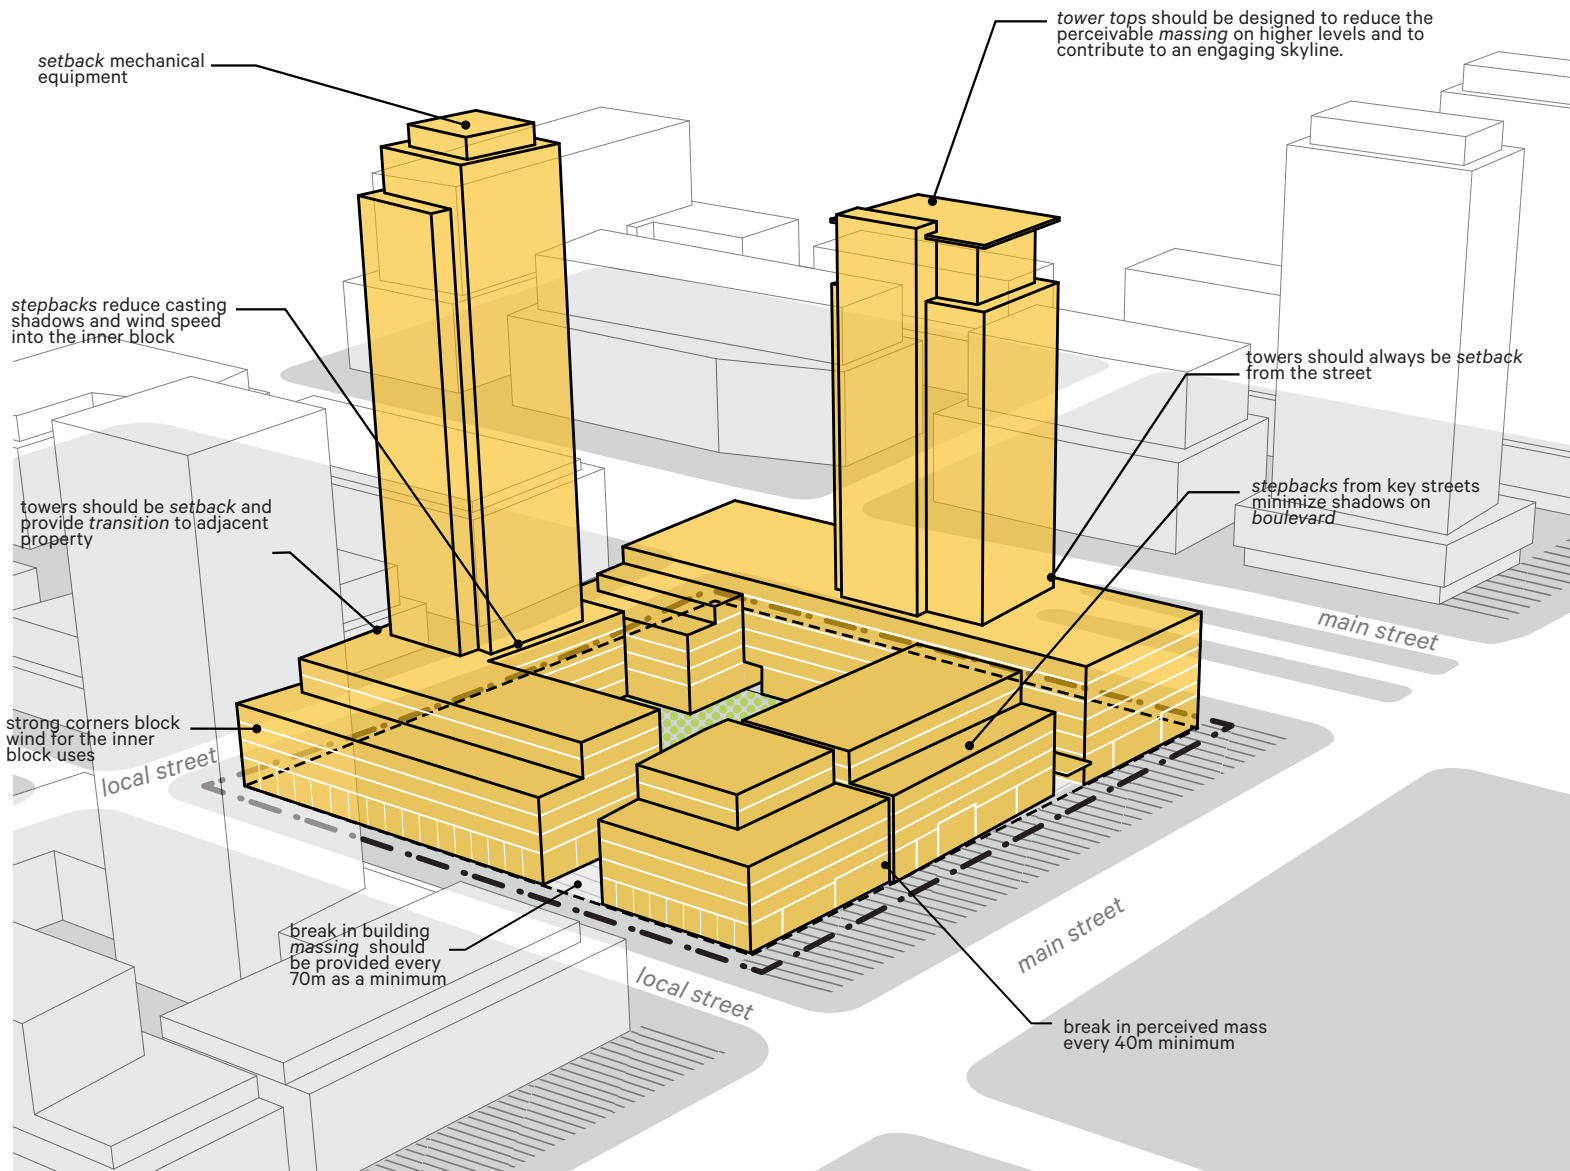 tower tops should be designed to reduce the
perceivable massing on higher levels and to
contribute to an engaging skyline.
setback mechanical
equipment
stepbacks reduce casting
shadows and wind speed
into the inner block
towers should always be setback
from the street
stepbacks from key streets
minimize shadows on
boulevard
towers should be setback and
provide transition to adjacent
property
main street
strong corners block
wind for the inner
block uses
local street
break in building
massing should
be provided every
70m as a minimum
main street
local street
break in perceived mass
every 40m minimum